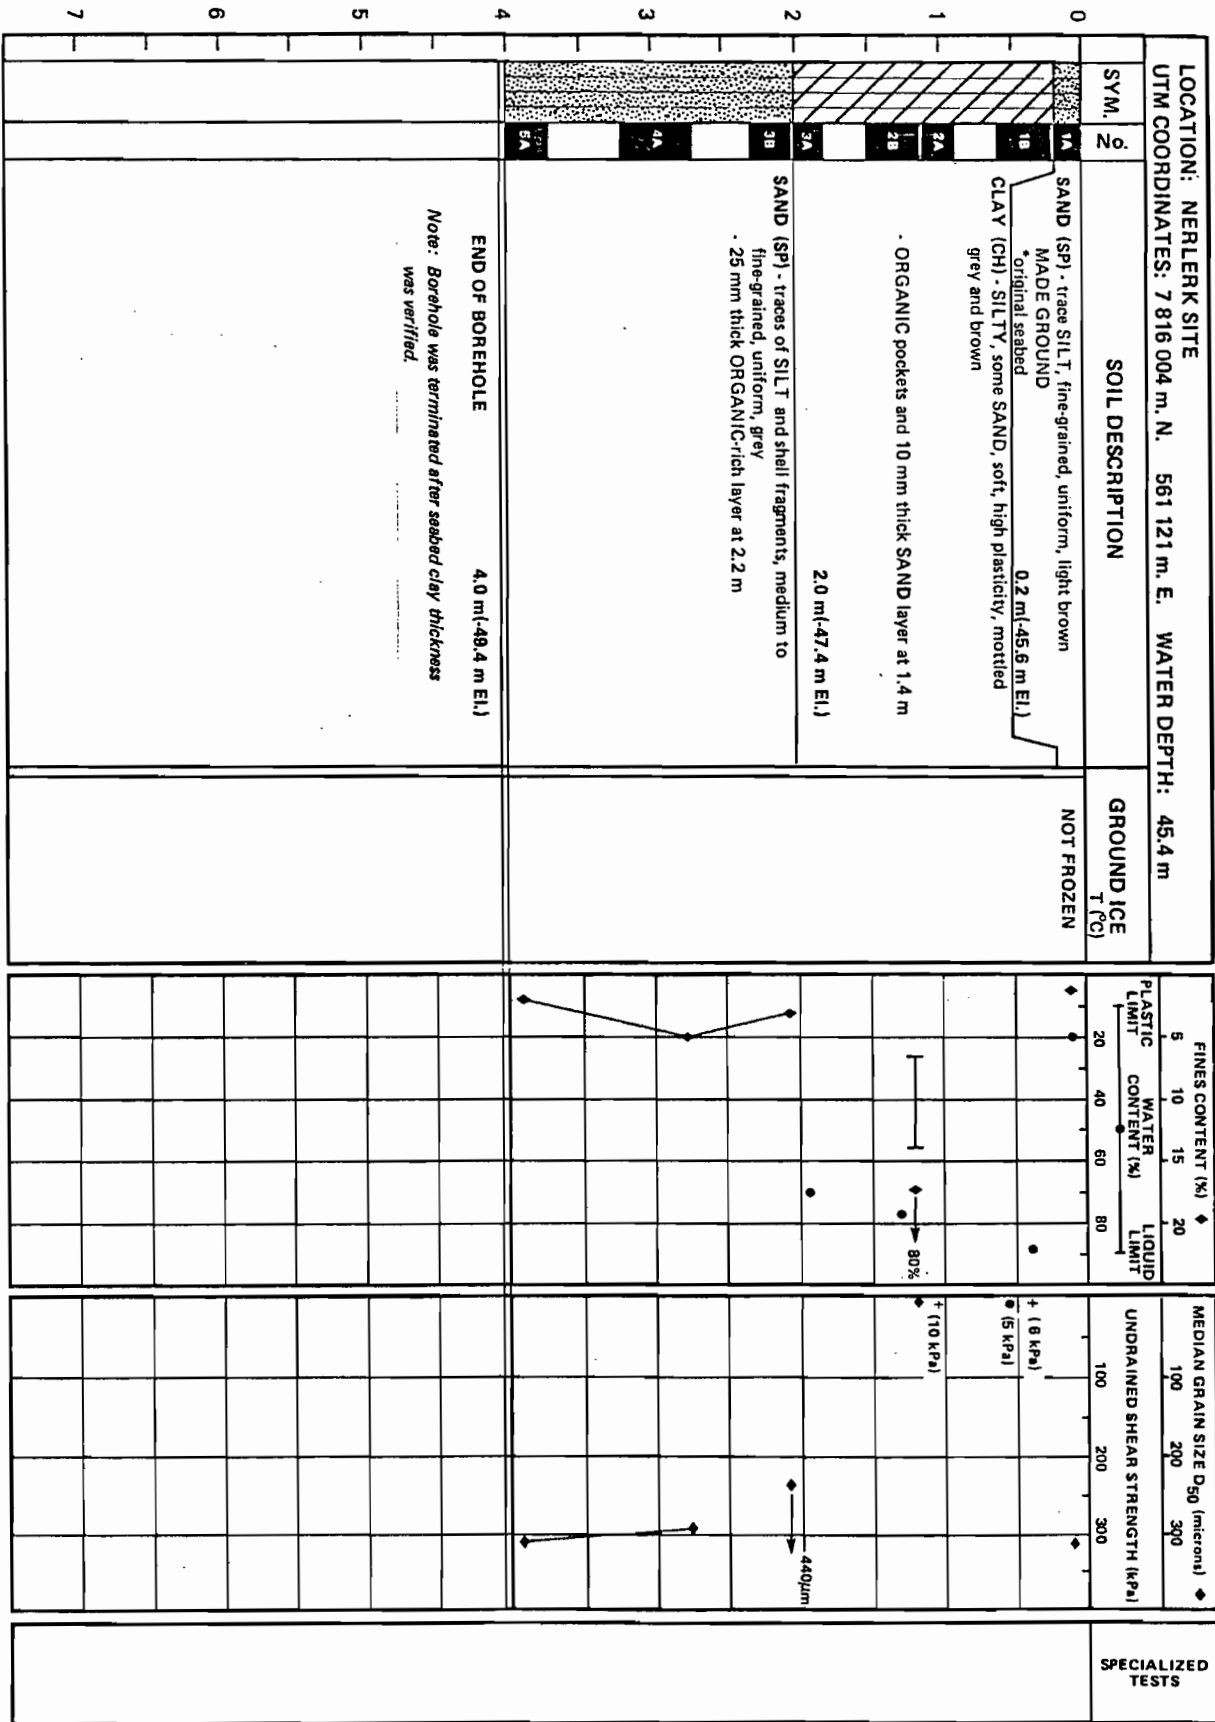 LOCATION: NERLERK SITE
UTM COORDINATES: 7 816 004 m. N. 561 121 m. E. WATER DEPTH: 45.4 m
SYM.
No.
SOIL DESCRIPTION
GROUND ICE
T (°C)
0
1
2
3
4
5
6
7
1A
1B
2A
2B
3A
3B
4A
5A
SAND (SP) - trace SILT, fine-grained, uniform, light brown
MADE GROUND
*original seabed 0.2 m(-45.6 m El.)
CLAY (CH) - SILTY, some SAND, soft, high plasticity, mottled
grey and brown
- ORGANIC pockets and 10 mm thick SAND layer at 1.4 m
2.0 m(-47.4 m El.)
SAND (SP) - traces of SILT and shell fragments, medium to
fine-grained, uniform, grey
- 25 mm thick ORGANIC-rich layer at 2.2 m
4.0 m(-49.4 m El.)
END OF BOREHOLE
Note: Borehole was terminated after seabed clay thickness
was verified.
NOT FROZEN
FINES CONTENT (%) ♦
5 10 15 20
PLASTIC LIMIT
WATER CONTENT (%)
LIQUID LIMIT
20 40 60 80
80%
MEDIAN GRAIN SIZE D50 (microns) ♦
100 200 300
UNDRAINED SHEAR STRENGTH (kPa)
100 200 300
+ (6 kPa)
● (5 kPa)
+ (10 kPa)
440µm
SPECIALIZED
TESTS